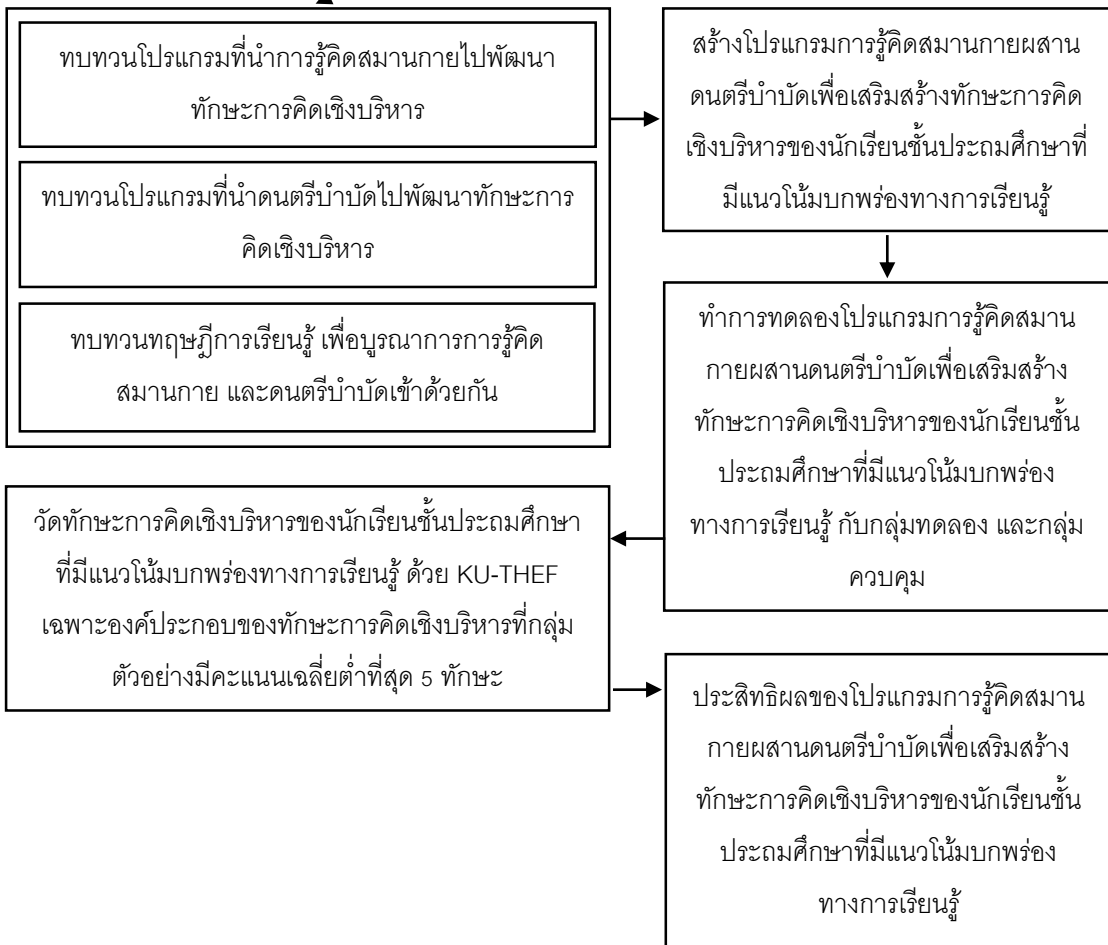 ทบทวนโปรแกรมที่นำการรู้คิดสมานกายไปพัฒนา
ทักษะการคิดเชิงบริหาร
ทบทวนโปรแกรมที่นำดนตรีบำบัดไปพัฒนาทักษะการ
คิดเชิงบริหาร
ทบทวนทฤษฎีการเรียนรู้ เพื่อบูรณาการการรู้คิด
สมานกาย และดนตรีบำบัดเข้าด้วยกัน
สร้างโปรแกรมการรู้คิดสมานกายผสาน
ดนตรีบำบัดเพื่อเสริมสร้างทักษะการคิด
เชิงบริหารของนักเรียนชั้นประถมศึกษาที่
มีแนวโน้มบกพร่องทางการเรียนรู้
ทำการทดลองโปรแกรมการรู้คิดสมาน
กายผสานดนตรีบำบัดเพื่อเสริมสร้าง
ทักษะการคิดเชิงบริหารของนักเรียนชั้น
ประถมศึกษาที่มีแนวโน้มบกพร่อง
ทางการเรียนรู้ กับกลุ่มทดลอง และกลุ่ม
ควบคุม
วัดทักษะการคิดเชิงบริหารของนักเรียนชั้นประถมศึกษา
ที่มีแนวโน้มบกพร่องทางการเรียนรู้ ด้วย KU-THEF
เฉพาะองค์ประกอบของทักษะการคิดเชิงบริหารที่กลุ่ม
ตัวอย่างมีคะแนนเฉลี่ยต่ำที่สุด 5 ทักษะ
ประสิทธิผลของโปรแกรมการรู้คิดสมาน
กายผสานดนตรีบำบัดเพื่อเสริมสร้าง
ทักษะการคิดเชิงบริหารของนักเรียนชั้น
ประถมศึกษาที่มีแนวโน้มบกพร่อง
ทางการเรียนรู้